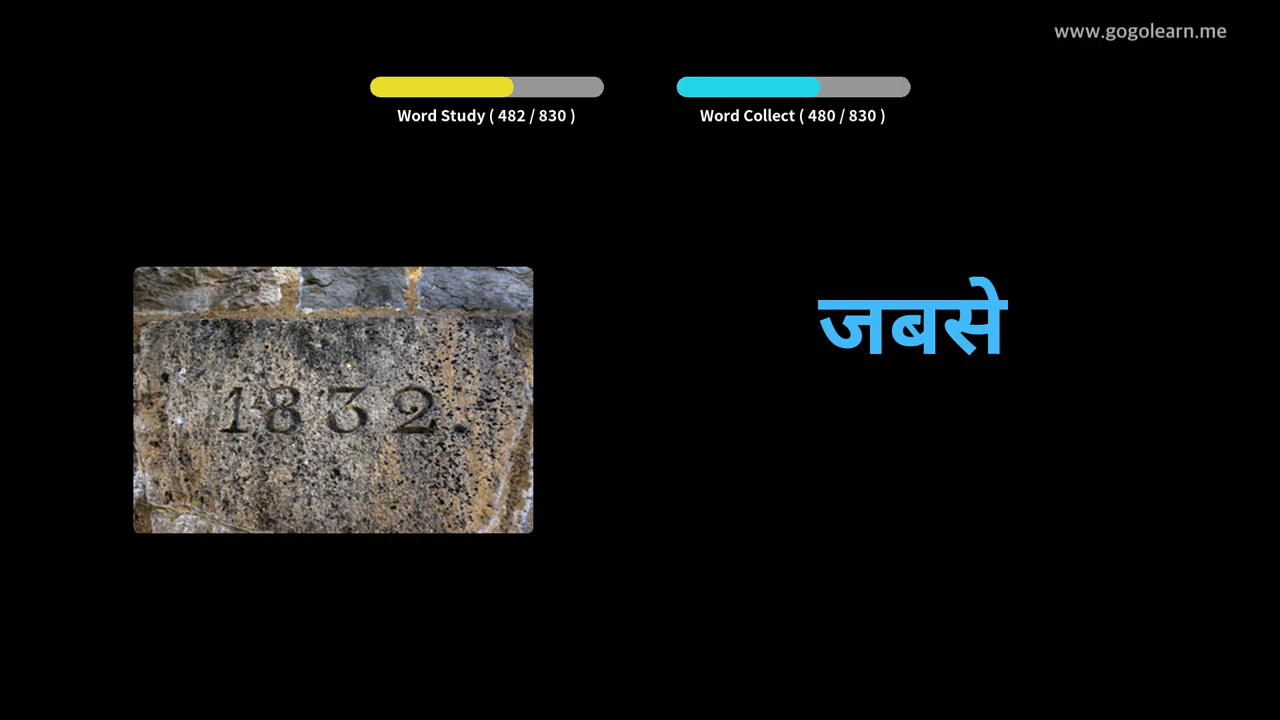 www.gogolearn.me
Word Study ( 482 / 830 )
Word Collect ( 480 / 830 )
1832.
जबसे